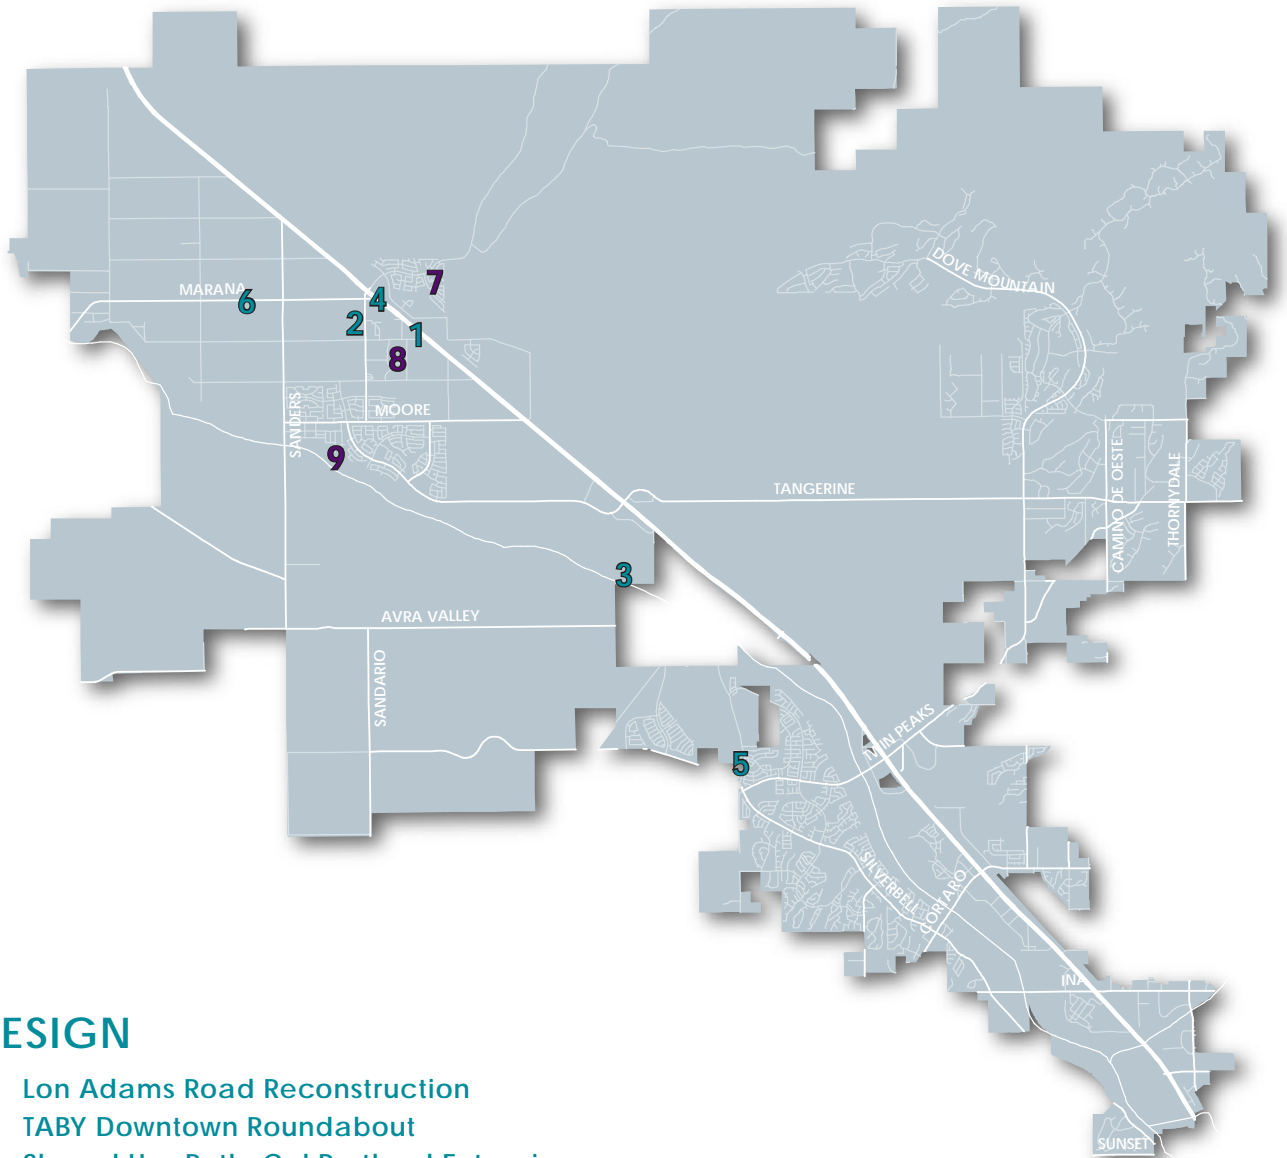 DOVE MOUNTAIN
7
MARANA
6
4
2
1
8
SANDERS
MOORE
9
TANGERINE
CAMINO DE OESTE
THORNYDALE
3
AVRA VALLEY
SANDARIO
TWIN PEAKS
5
SILVERBELL
CORTARO
INA
SUNSET
ESIGN
Lon Adams Road Reconstruction
TABY Downtown Roundabout